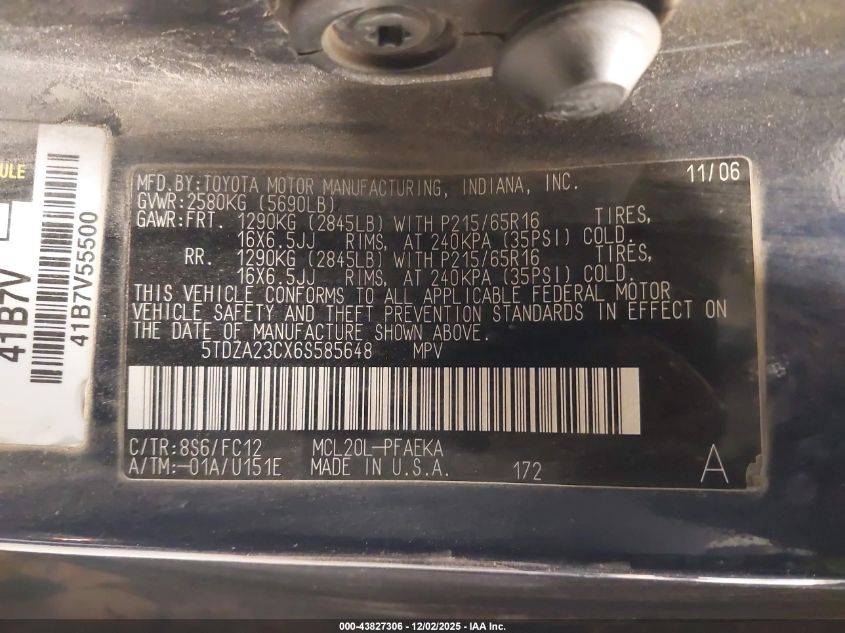 MFD.BY:TOYOTA MOTOR MANUFACTURING, INDIANA, INC. 11/06
GVWR:2580KG (5690LB)
GAWR:FRT. 1290KG (2845LB) WITH P215/65R16 TIRES,
16X6.5JJ RIMS, AT 240KPA (35PSI) COLD.
RR. 1290KG (2845LB) WITH P215/65R16 TIRES,
16X6.5JJ RIMS, AT 240KPA (35PSI) COLD.
THIS VEHICLE CONFORMS TO ALL APPLICABLE FEDERAL MOTOR
VEHICLE SAFETY AND THEFT PREVENTION STANDARDS IN EFFECT ON
THE DATE OF MANUFACTURE SHOWN ABOVE.
5TDZA23CX6S585648 MPV
C/TR:8S6/FC12 MCL20L-PFAEKA
A/TM:-01A/U151E MADE IN U.S.A. 172 A
ULE
41B7V
41B7V55500
000-43827306 - 12/02/2025 - IAA Inc.